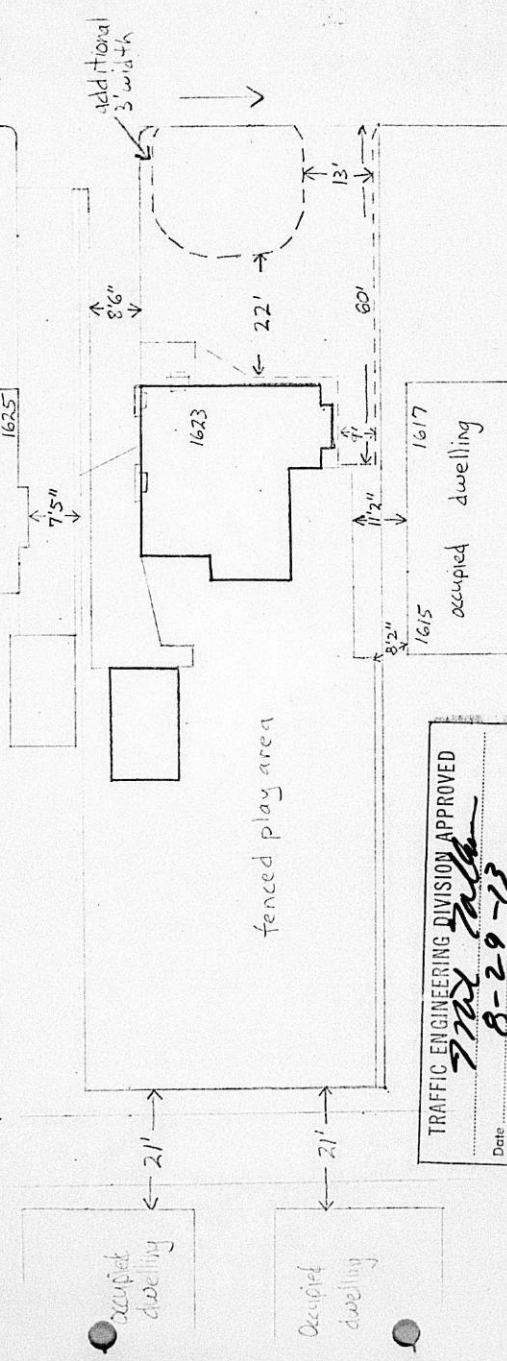 additional
3' width
1625
7'5"
8'6"
13'
22'
60'
1623
9'
11'2"
8'2"
1615
1617
occupied dwelling
fenced play area
21'
21'
occupied
dwelling
Occupied
dwelling
TRAFFIC ENGINEERING DIVISION APPROVED
Date 8-29-73